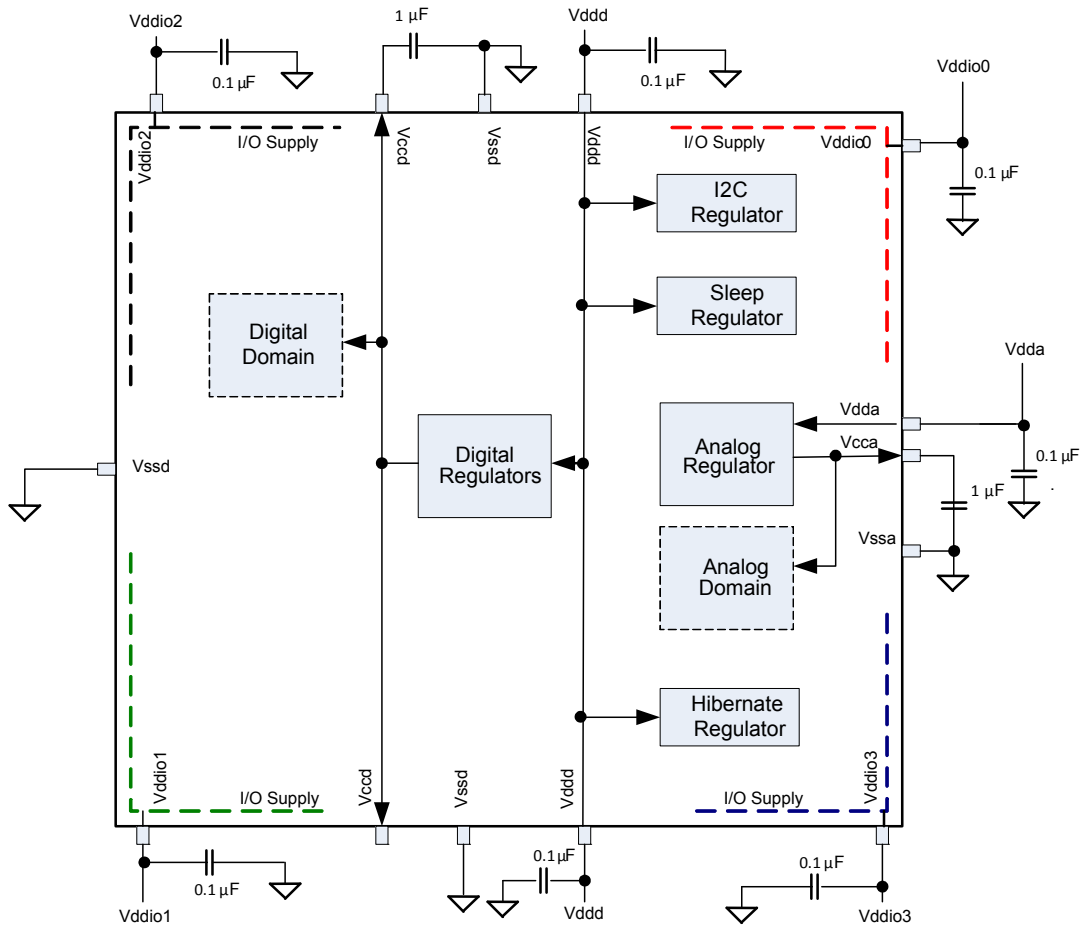 Vddio2
1 µF
Vddd
0.1 µF
0.1 µF
Vddio0
0.1 µF
Vddio2
I/O Supply
Vccd
Vssd
Vddd
I/O Supply
Vddio0
I2C
Regulator
Sleep
Regulator
Digital
Domain
Vdda
Vdda
Vcca
Analog
Regulator
Digital
Regulators
Vssd
0.1 µF
1 µF
.
Vssa
Analog
Domain
Hibernate
Regulator
Vddio1
I/O Supply
Vccd
Vssd
Vddd
I/O Supply
Vddio3
0.1 µF
0.1µF
0.1 µF
Vddio1
Vddd
Vddio3